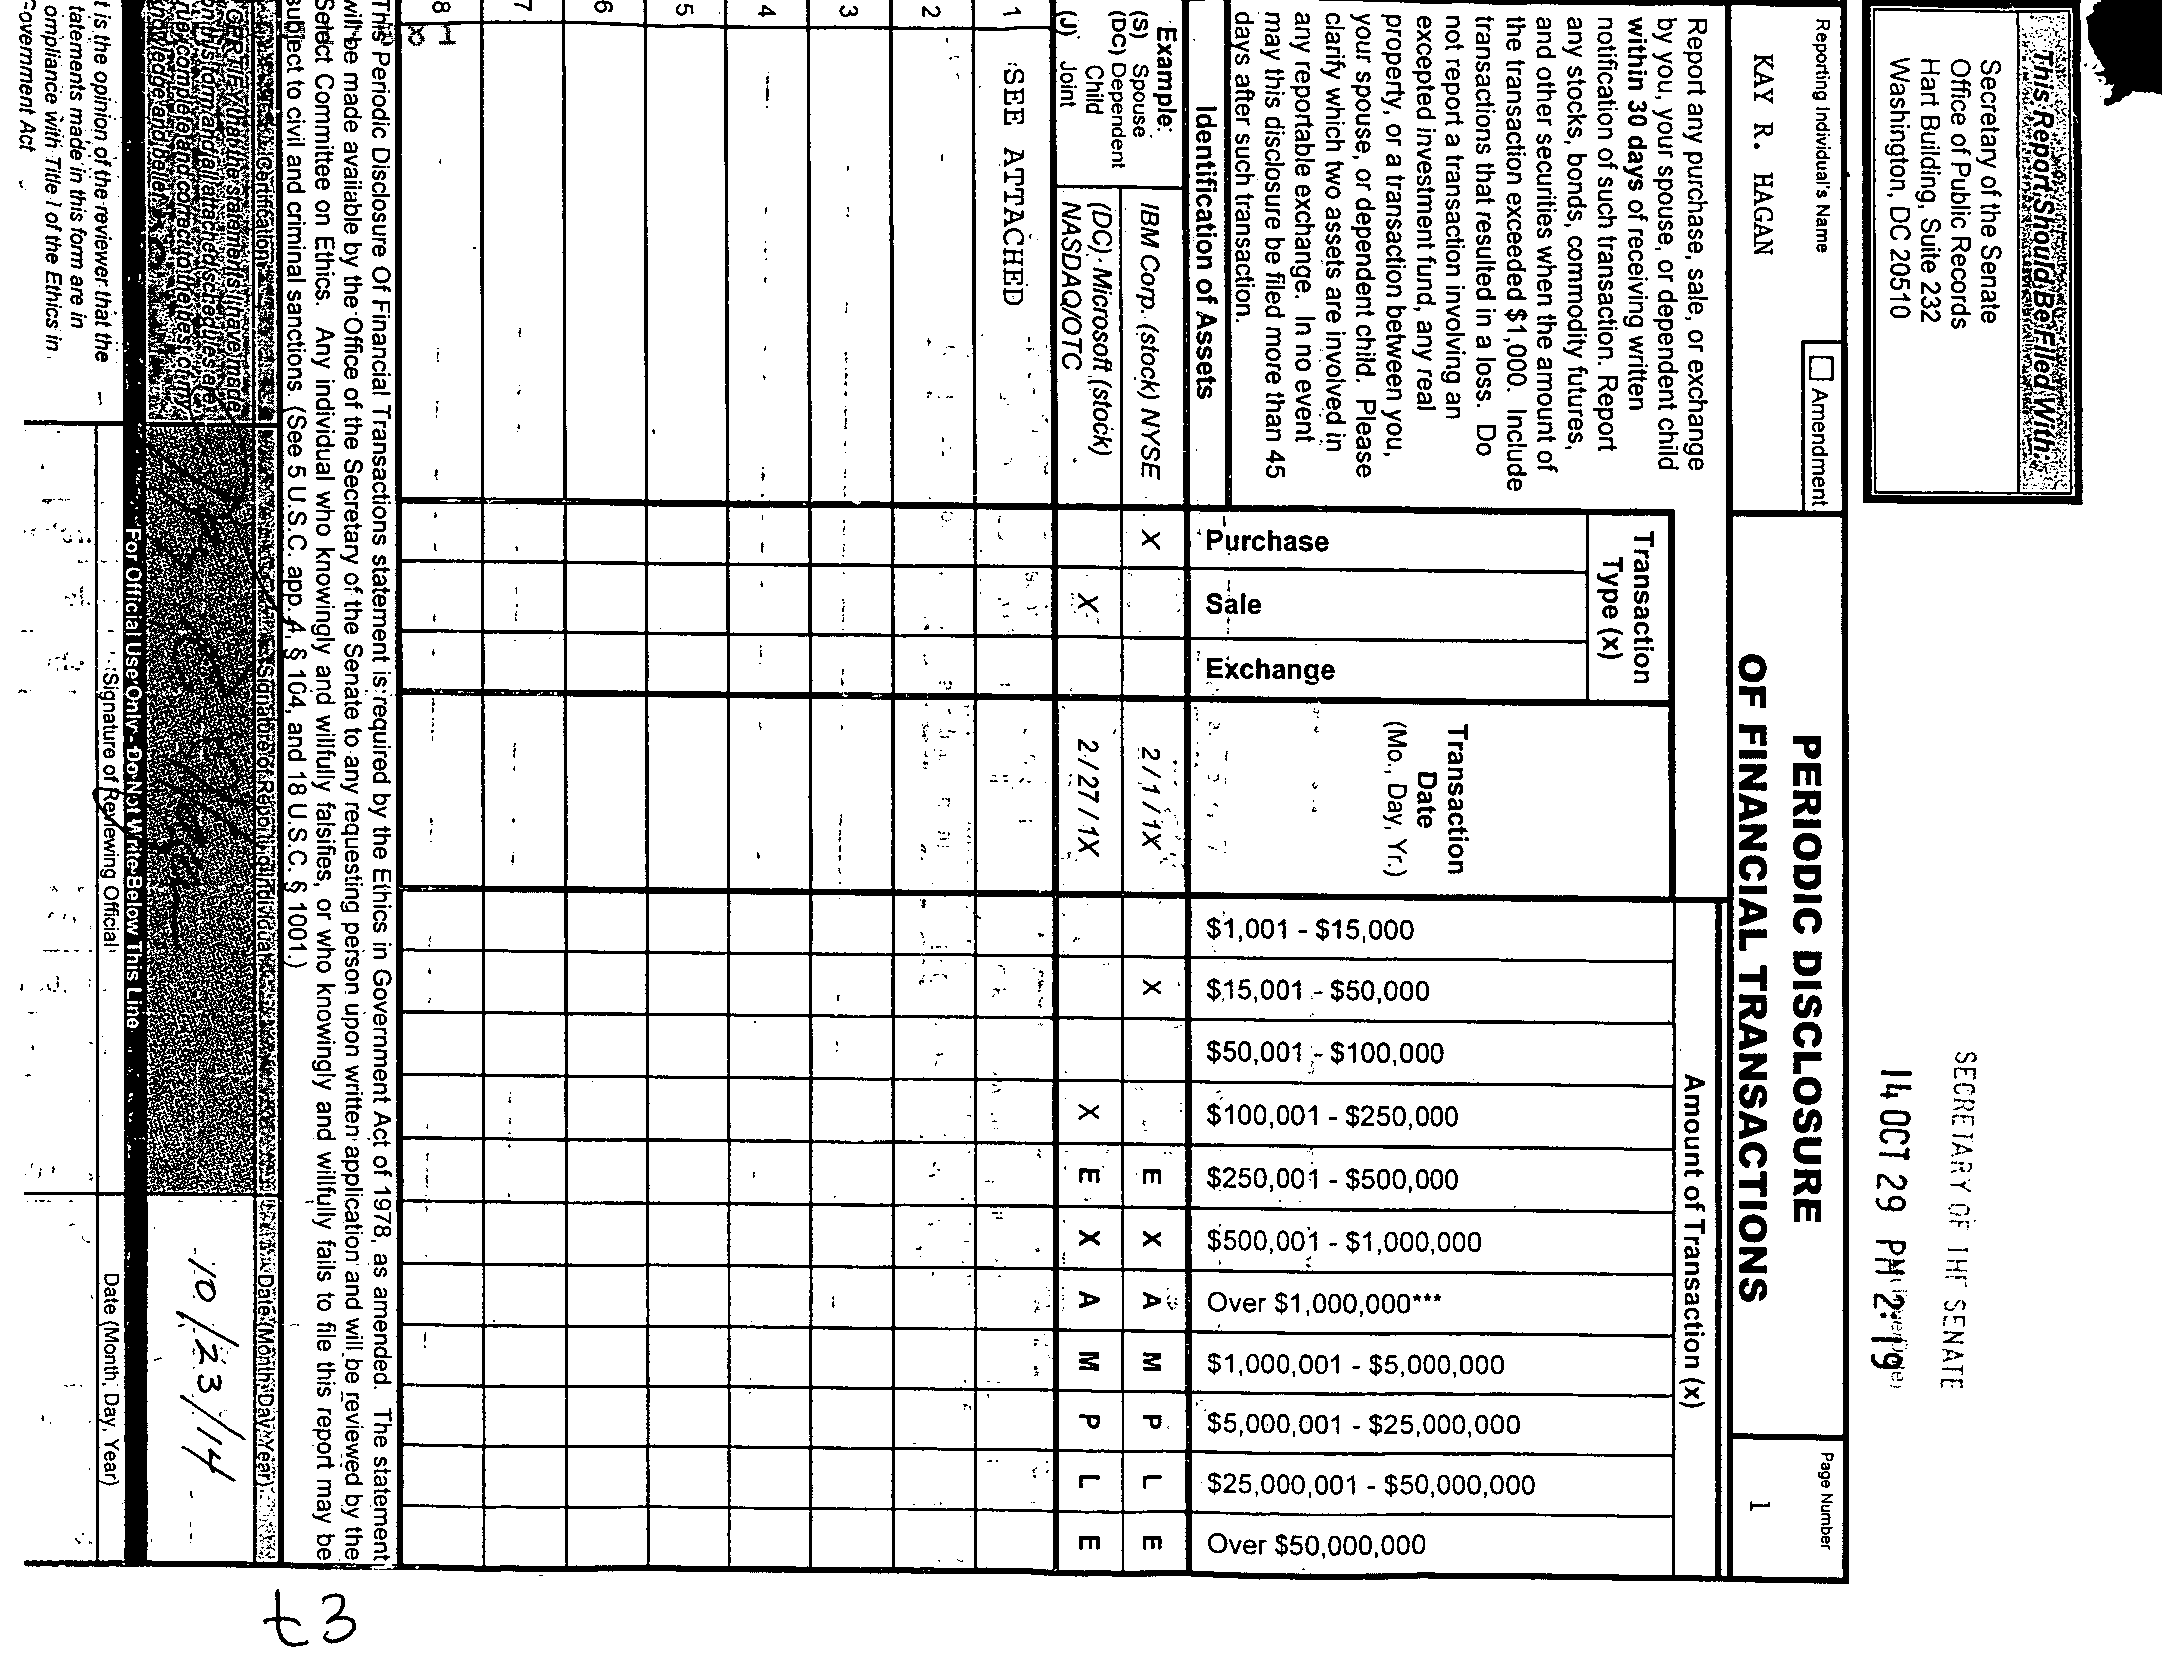 This Report Should Be Filed With:
Secretary of the Senate
Office of Public Records
Hart Building, Suite 232
Washington, DC 20510
SECRETARY OF THE SENATE
14 OCT 29 PM 2:19
Reporting Individual's Name
Amendment
KAY R. HAGAN
PERIODIC DISCLOSURE
OF FINANCIAL TRANSACTIONS
Page Number
1
Report any purchase, sale, or exchange
by you, your spouse, or dependent child
within 30 days of receiving written
notification of such transaction. Report
any stocks, bonds, commodity futures,
and other securities when the amount of
the transaction exceeded $1,000. Include
transactions that resulted in a loss. Do
not report a transaction involving an
excepted investment fund, any real
property, or a transaction between you,
your spouse, or dependent child. Please
clarify which two assets are involved in
any reportable exchange. In no event
may this disclosure be filed more than 45
days after such transaction.
Identification of Assets
Transaction
Type (x)
Purchase
Sale
Exchange
Transaction
Date
(Mo., Day, Yr.)
Amount of Transaction (x)
$1,001 - $15,000
$15,001 - $50,000
$50,001 - $100,000
$100,001 - $250,000
$250,001 - $500,000
$500,001 - $1,000,000
Over $1,000,000***
$1,000,001 - $5,000,000
$5,000,001 - $25,000,000
$25,000,001 - $50,000,000
Over $50,000,000
Example:
(S) Spouse
(DC) Dependent
Child
(J) Joint
IBM Corp. (stock) NYSE X 2/1/1X X E X A M P L E
(DC) Microsoft (stock)
NASDAQ/OTC X 2/27/1X X E X A M P L E
1 SEE ATTACHED
2
3
4
5
6
7
8
This Periodic Disclosure Of Financial Transactions statement is required by the Ethics in Government Act of 1978, as amended. The statement
will be made available by the Office of the Secretary of the Senate to any requesting person upon written application and will be reviewed by the
Select Committee on Ethics. Any individual who knowingly and willfully falsifies, or who knowingly and willfully fails to file this report may be
subject to civil and criminal sanctions. (See 5 U.S.C. app. 4, § 104, and 18 U.S.C. § 1001.)
Certification
Signature of Reporting Individual
Date (Month, Day, Year)
I CERTIFY that the statements I have made
on this form and all attached schedules are
true, complete and correct to the best of my
knowledge and belief.
10/23/14
For Official Use Only - Do Not Write Below This Line
t is the opinion of the reviewer that the
tatements made in this form are in
ompliance with Title I of the Ethics in
Government Act
Signature of Reviewing Official
Date (Month, Day, Year)